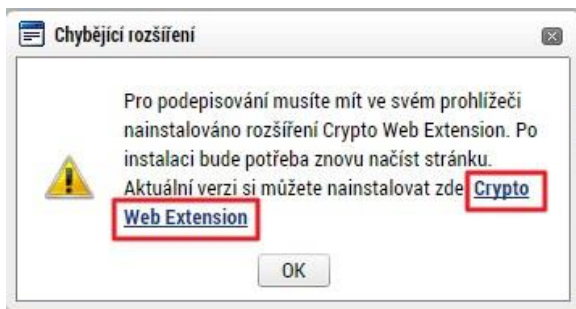 Chybějící rozšíření
Pro podepisování musíte mít ve svém prohlížeči
nainstalováno rozšíření Crypto Web Extension. Po
instalaci bude potřeba znovu načíst stránku.
Aktuální verzi si můžete nainstalovat zde Crypto
Web Extension
OK